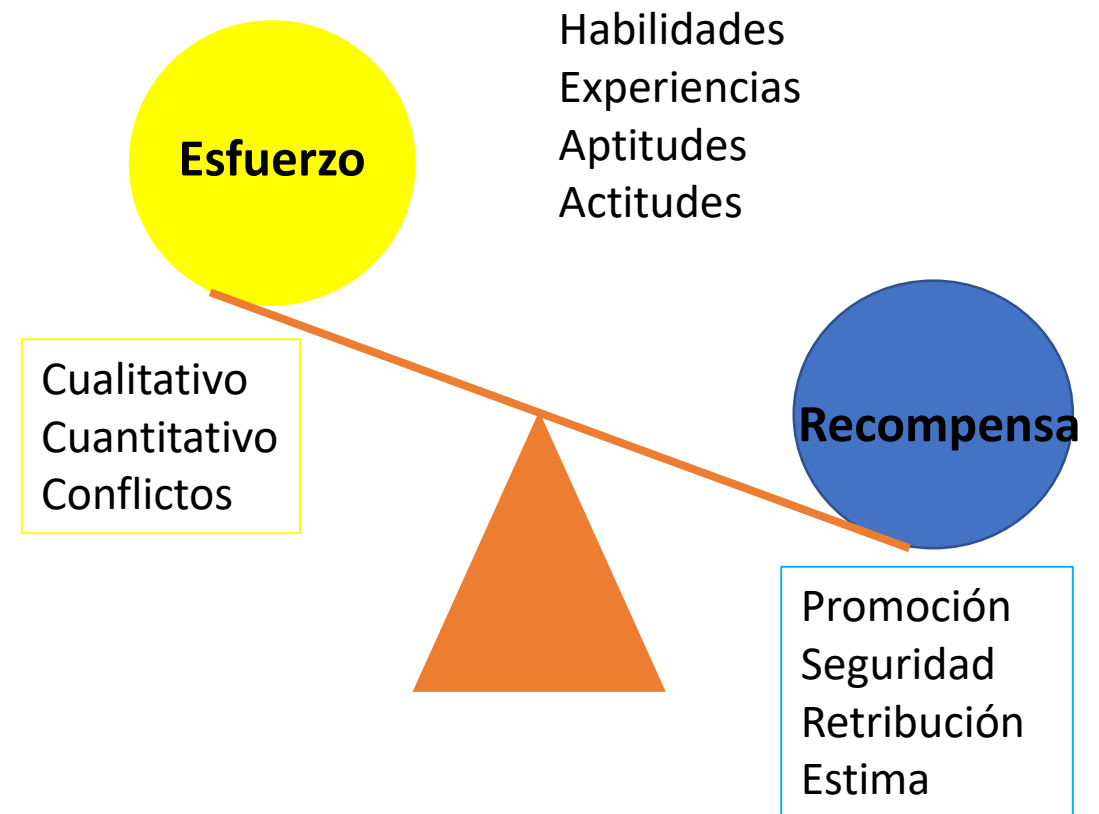 Habilidades
Experiencias
Aptitudes
Actitudes
Esfuerzo
Cualitativo
Cuantitativo
Conflictos
Recompensa
Promoción
Seguridad
Retribución
Estima